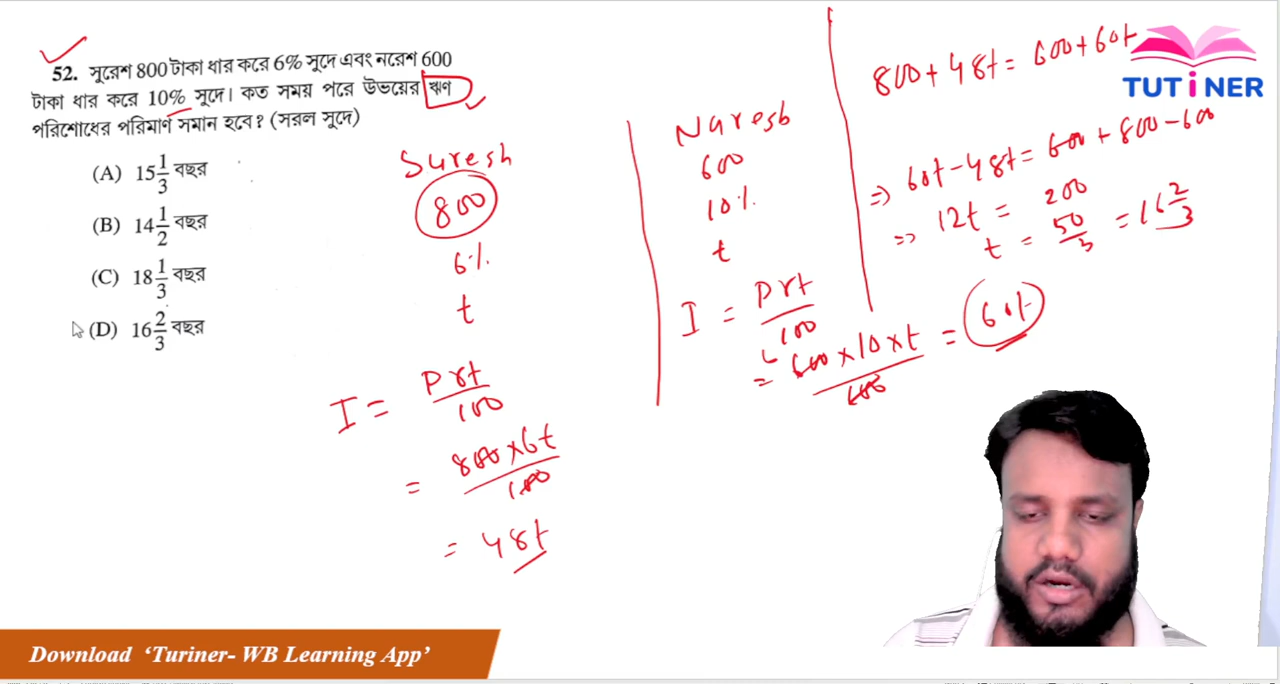 52. সুরেশ 800 টাকা ধার করে 6% সুদে এবং নরেশ 600
টাকা ধার করে 10% সুদে। কত সময় পরে উভয়ের ঋণ
পরিশোধের পরিমাণ সমান হবে? (সরল সুদে)
(A) 15 1/3 বছর
(B) 14 1/2 বছর
(C) 18 1/3 বছর
(D) 16 2/3 বছর
Suresh
800
6%
t
I = prt/100
= 800×6t/100
= 48t
Naresh
600
10%
t
I = prt/100
= 600×10×t/100 = 60t
6
800+48t = 600+60t
⇒ 60t-48t = 600+800-600
⇒ 12t = 200
t = 50/3 = 16 2/3
TUTiNER
Download ‘Turiner- WB Learning App’